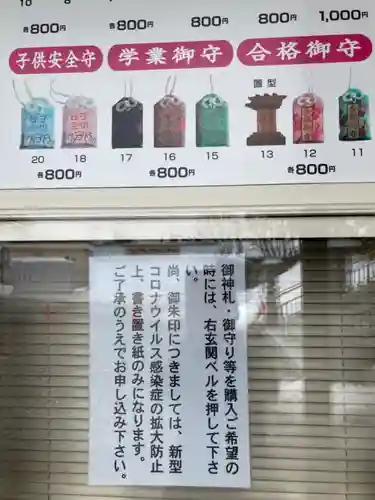 10
8
各800円
800円
800円
800円
1,000円
子供安全守
学業御守
合格御守
置型
20
18
17
16
15
13
12
11
各800円
各800円
各800円
御神札・御守り等を購入ご希望の
時には、右玄関ベルを押して下さ
い。
尚、御朱印につきましては、新型
コロナウイルス感染症の拡大防止
上、書き置き紙のみになります。
ご了承のうえでお申し込み下さい。